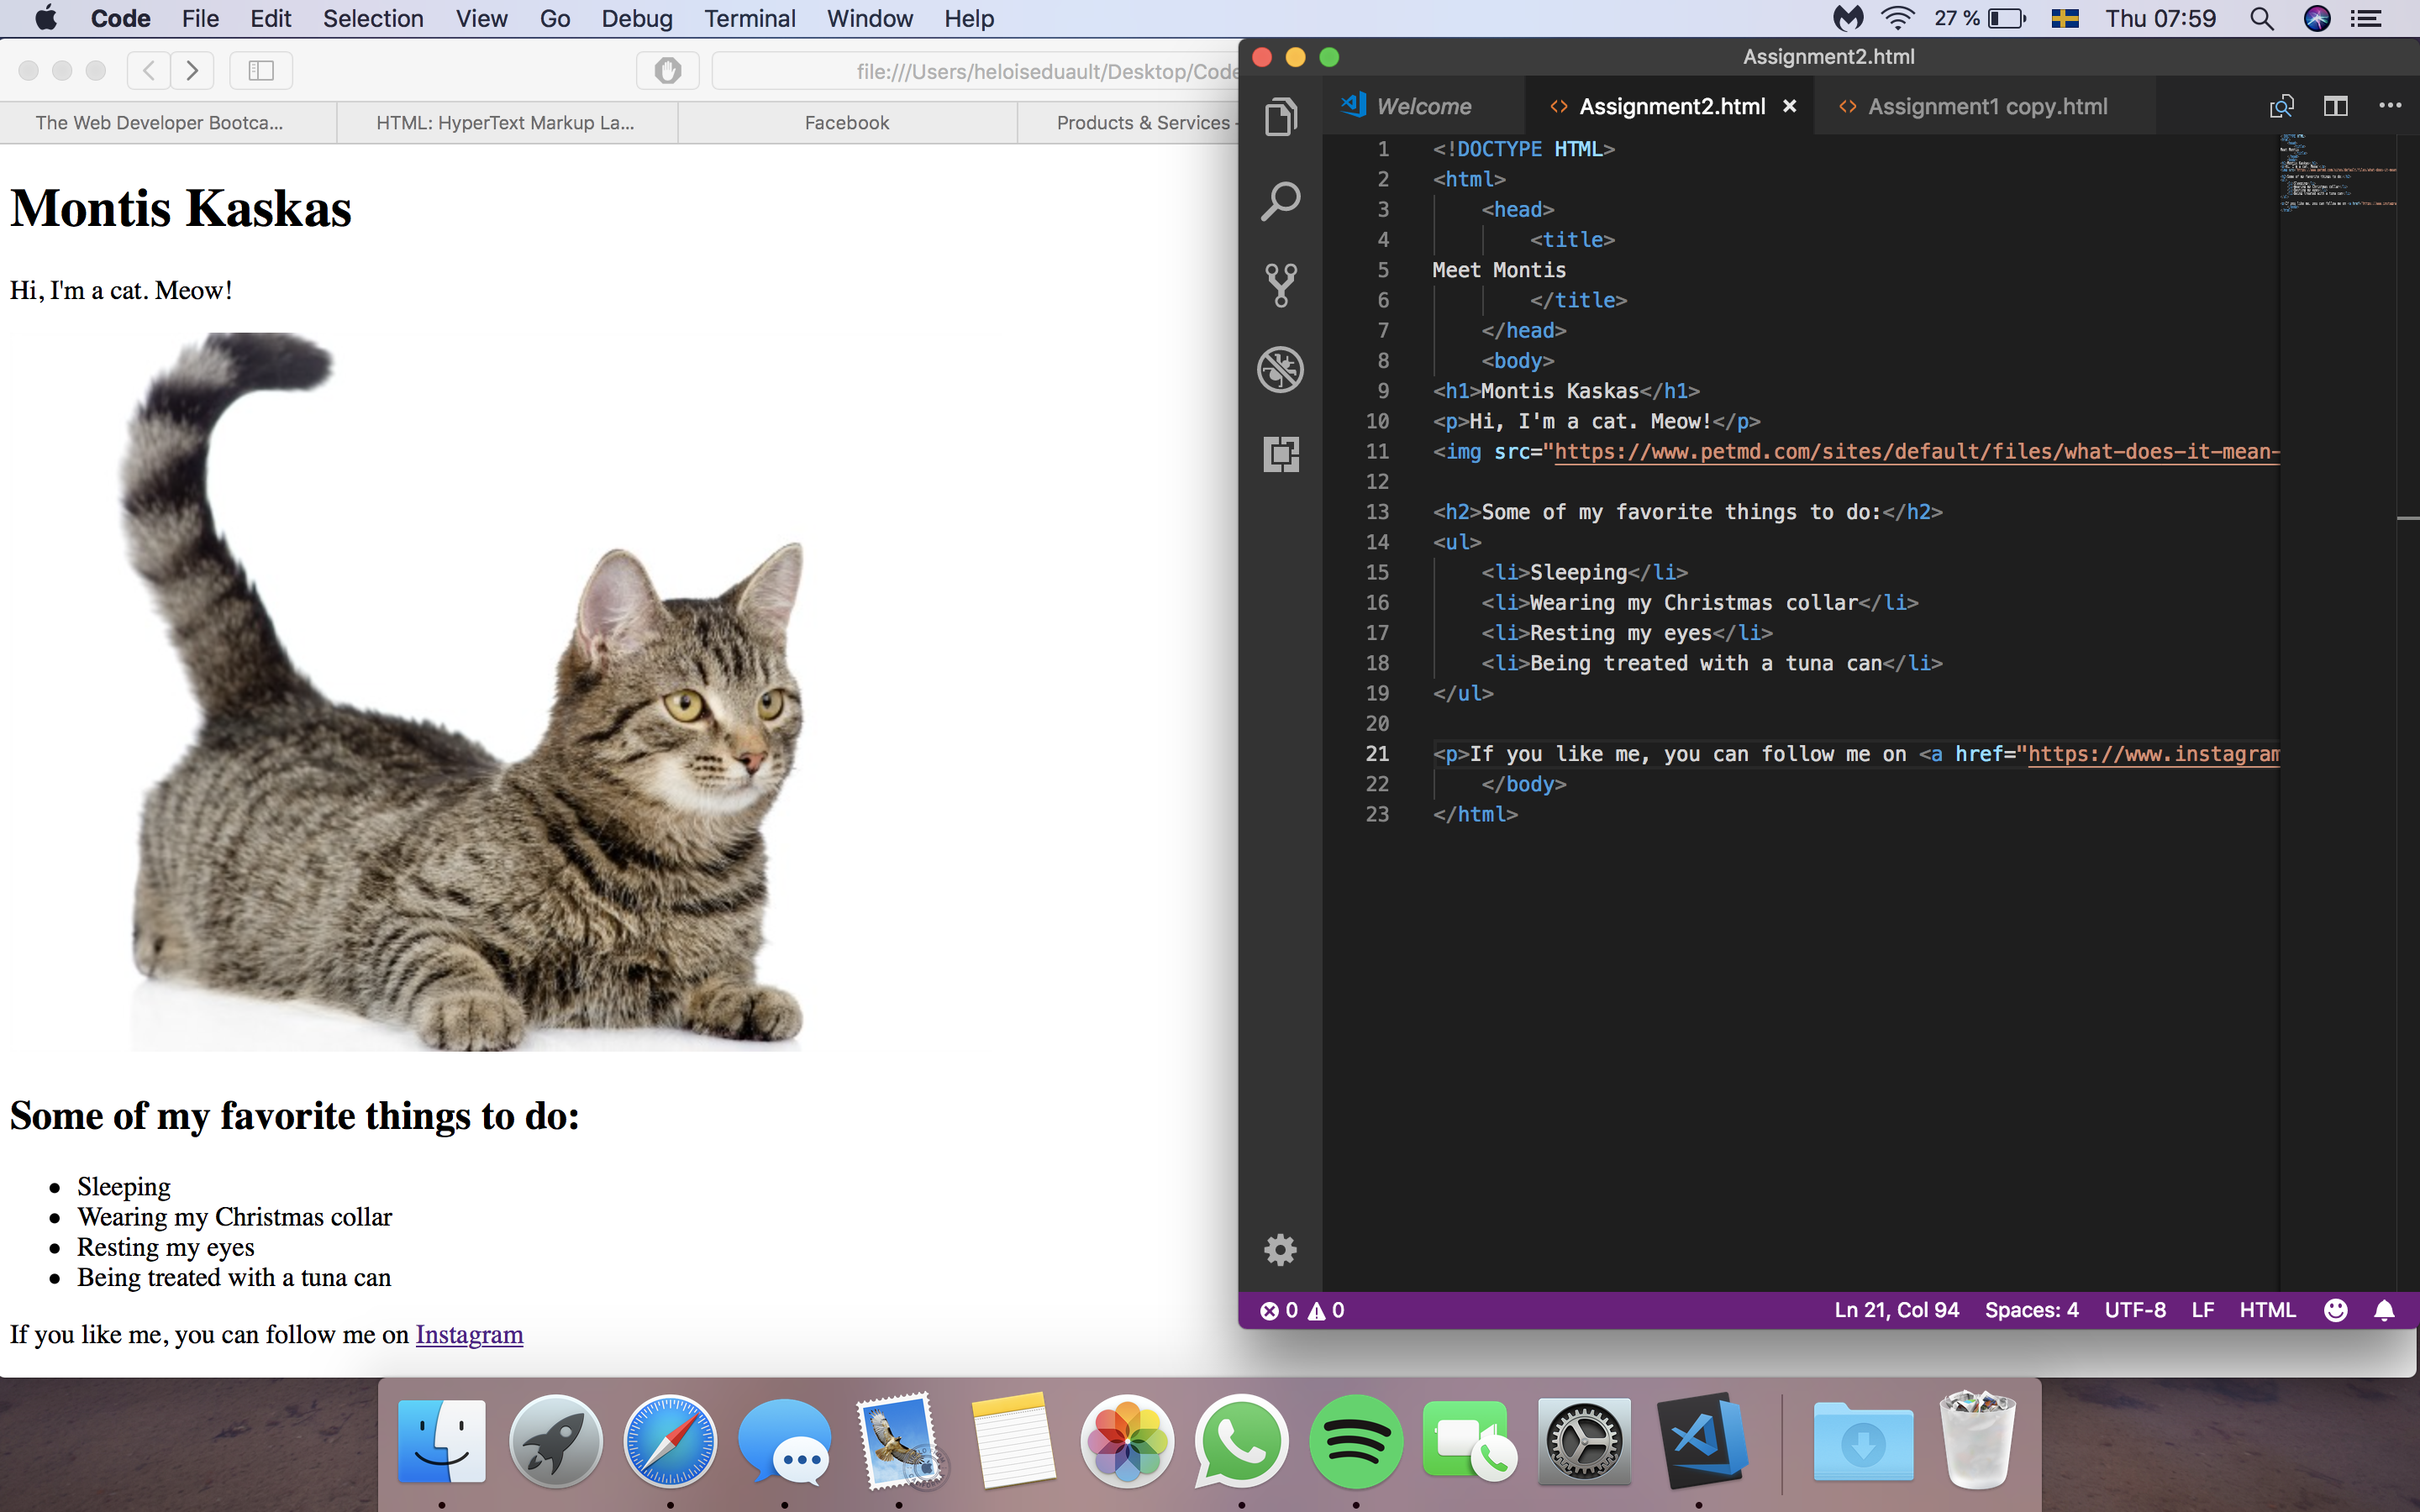 Code File Edit Selection View Go Debug Terminal Window Help 27 % Thu 07:59
file:///Users/heloiseduault/Desktop/Code
The Web Developer Bootca... HTML: HyperText Markup La... Facebook Products & Services -
Montis Kaskas
Hi, I'm a cat. Meow!
Some of my favorite things to do:
• Sleeping
• Wearing my Christmas collar
• Resting my eyes
• Being treated with a tuna can
If you like me, you can follow me on Instagram
Assignment2.html
Welcome <> Assignment2.html × <> Assignment1 copy.html
1 <!DOCTYPE HTML>
2 <html>
3 <head>
4 <title>
5 Meet Montis
6 </title>
7 </head>
8 <body>
9 <h1>Montis Kaskas</h1>
10 <p>Hi, I'm a cat. Meow!</p>
11 <img src="https://www.petmd.com/sites/default/files/what-does-it-mean-
12
13 <h2>Some of my favorite things to do:</h2>
14 <ul>
15 <li>Sleeping</li>
16 <li>Wearing my Christmas collar</li>
17 <li>Resting my eyes</li>
18 <li>Being treated with a tuna can</li>
19 </ul>
20
21 <p>If you like me, you can follow me on <a href="https://www.instagram
22 </body>
23 </html>
0 0 Ln 21, Col 94 Spaces: 4 UTF-8 LF HTML